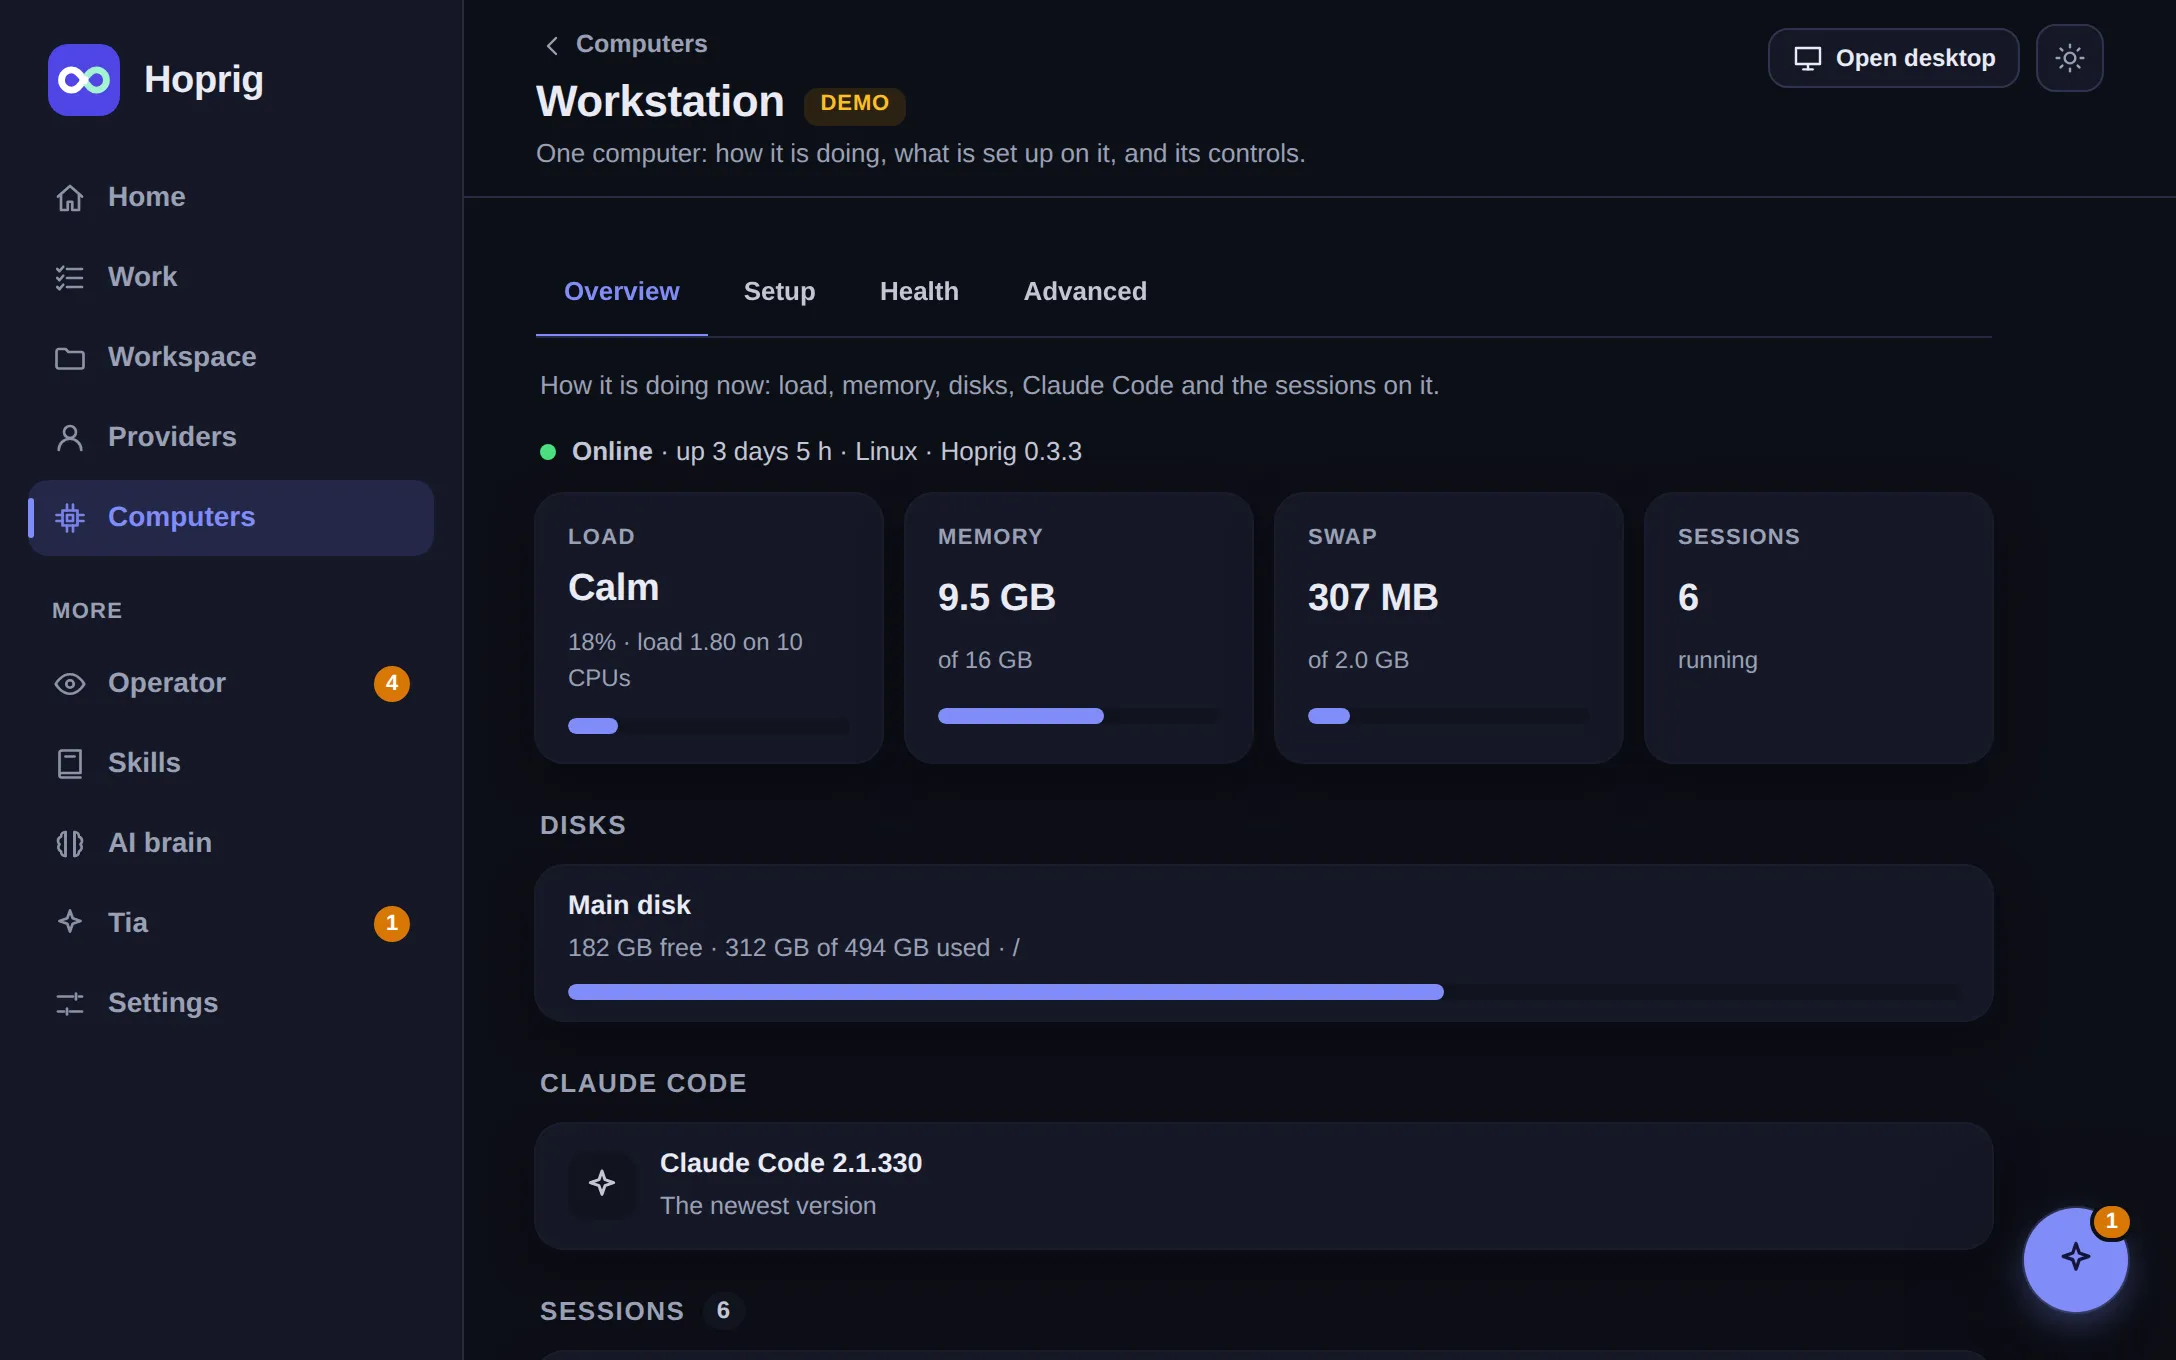 Hoprig
Home
Work
Workspace
Providers
Computers
MORE
Operator 4
Skills
AI brain
Tia 1
Settings
Computers
Workstation DEMO
One computer: how it is doing, what is set up on it, and its controls.
Open desktop
Overview Setup Health Advanced
How it is doing now: load, memory, disks, Claude Code and the sessions on it.
Online · up 3 days 5 h · Linux · Hoprig 0.3.3
LOAD
Calm
18% · load 1.80 on 10
CPUs
MEMORY
9.5 GB
of 16 GB
SWAP
307 MB
of 2.0 GB
SESSIONS
6
running
DISKS
Main disk
182 GB free · 312 GB of 494 GB used · /
CLAUDE CODE
Claude Code 2.1.330
The newest version
SESSIONS 6
1